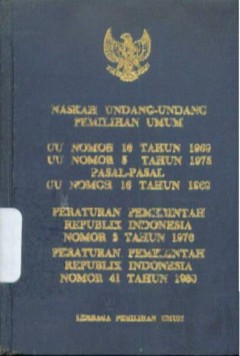 NASKAH UNDANG-UNDANG
PEMILIHAN UMUM
UU NOMOR 16 TAHUN 1969
UU NOMOR 5 TAHUN 1975
PASAL-PASAL
UU NOMOR 16 TAHUN 1969
PERATURAN PEMERINTAH
REPUBLIK INDONESIA
NOMOR 2 TAHUN 1976
PERATURAN PEMERINTAH
REPUBLIK INDONESIA
NOMOR 41 TAHUN 1980
LEMBAGA PEMILIHAN UMUM